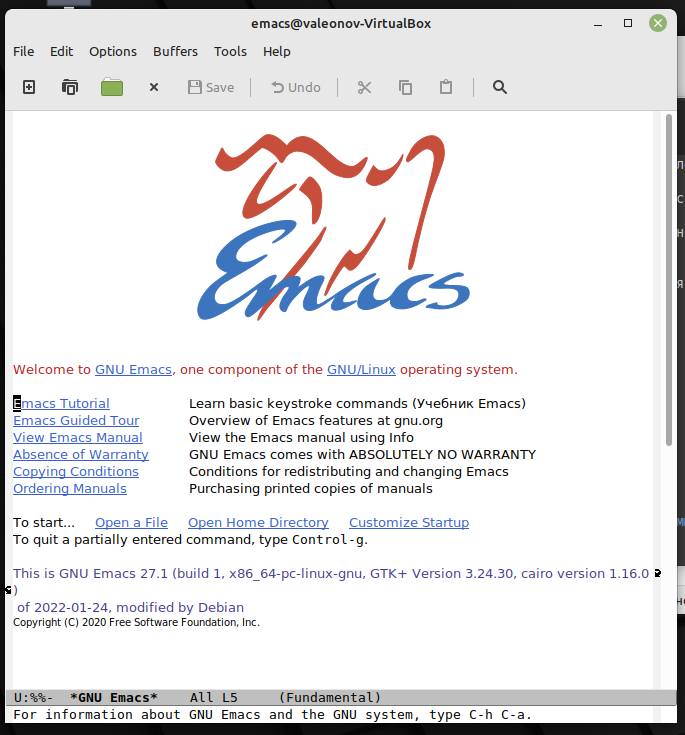 emacs@valeonov-VirtualBox
File Edit Options Buffers Tools Help
Save Undo
Emacs
Welcome to GNU Emacs, one component of the GNU/Linux operating system.
Emacs Tutorial Learn basic keystroke commands (Учебник Emacs)
Emacs Guided Tour Overview of Emacs features at gnu.org
View Emacs Manual View the Emacs manual using Info
Absence of Warranty GNU Emacs comes with ABSOLUTELY NO WARRANTY
Copying Conditions Conditions for redistributing and changing Emacs
Ordering Manuals Purchasing printed copies of manuals
To start... Open a File Open Home Directory Customize Startup
To quit a partially entered command, type Control-g.
This is GNU Emacs 27.1 (build 1, x86_64-pc-linux-gnu, GTK+ Version 3.24.30, cairo version 1.16.0
)
of 2022-01-24, modified by Debian
Copyright (C) 2020 Free Software Foundation, Inc.
U:%%- *GNU Emacs* All L5 (Fundamental)
For information about GNU Emacs and the GNU system, type C-h C-a.